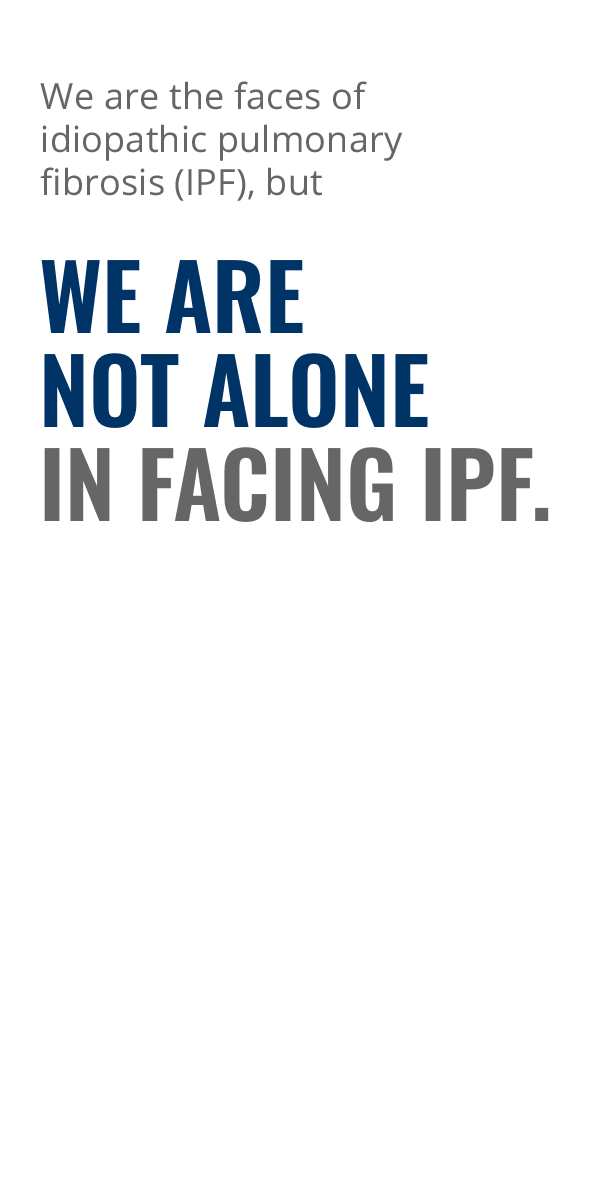 We are the faces of
idiopathic pulmonary
fibrosis (IPF), but
WE ARE
NOT ALONE
IN FACING IPF.